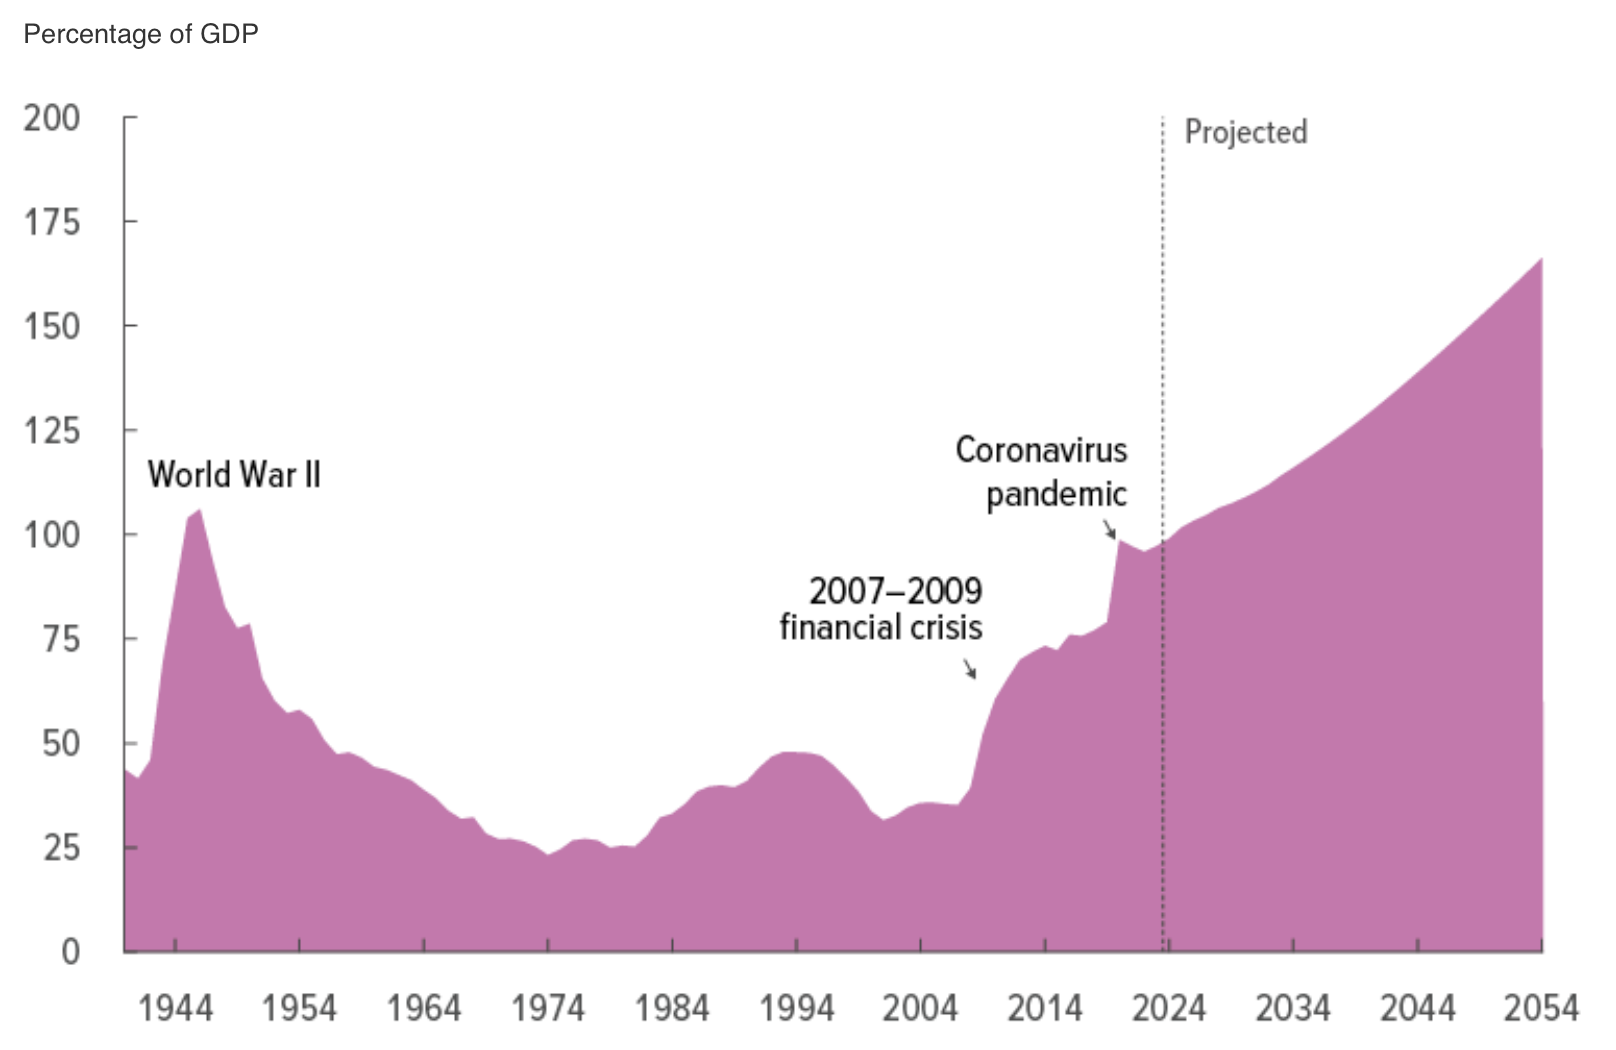 Percentage of GDP
200
Projected
175
150
125
Coronavirus
pandemic
World War II
100
2007–2009
financial crisis
75
50
25
0
1944 1954 1964 1974 1984 1994 2004 2014 2024 2034 2044 2054